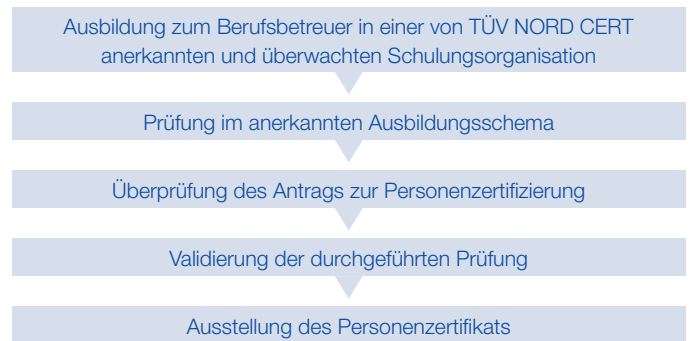 Ausbildung zum Berufsbetreuer in einer von TÜV NORD CERT
anerkannten und überwachten Schulungsorganisation
Prüfung im anerkannten Ausbildungsschema
Überprüfung des Antrags zur Personenzertifizierung
Validierung der durchgeführten Prüfung
Ausstellung des Personenzertifikats